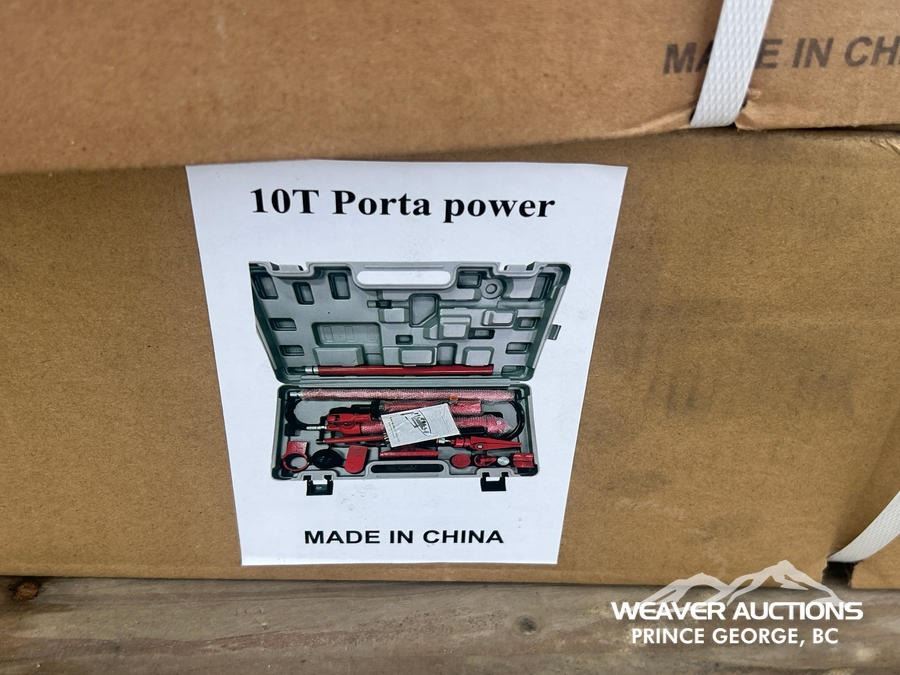 MADE IN CH
10T Porta power
MADE IN CHINA
WEAVER AUCTIONS
PRINCE GEORGE, BC